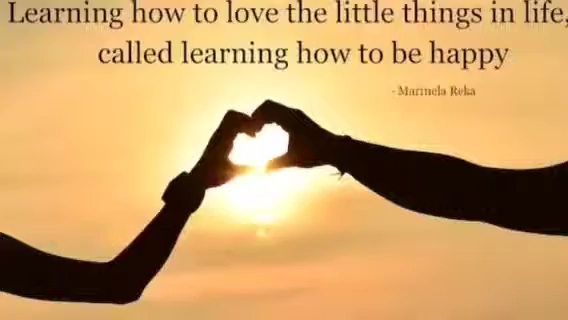 Learning how to love the little things in life,
called learning how to be happy
- Marinela Reka